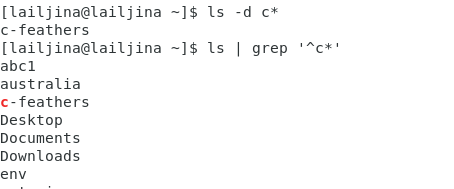 [lailjina@lailjina ~]$ ls -d c*
c-feathers
[lailjina@lailjina ~]$ ls | grep '^c*'
abc1
australia
c-feathers
Desktop
Documents
Downloads
env